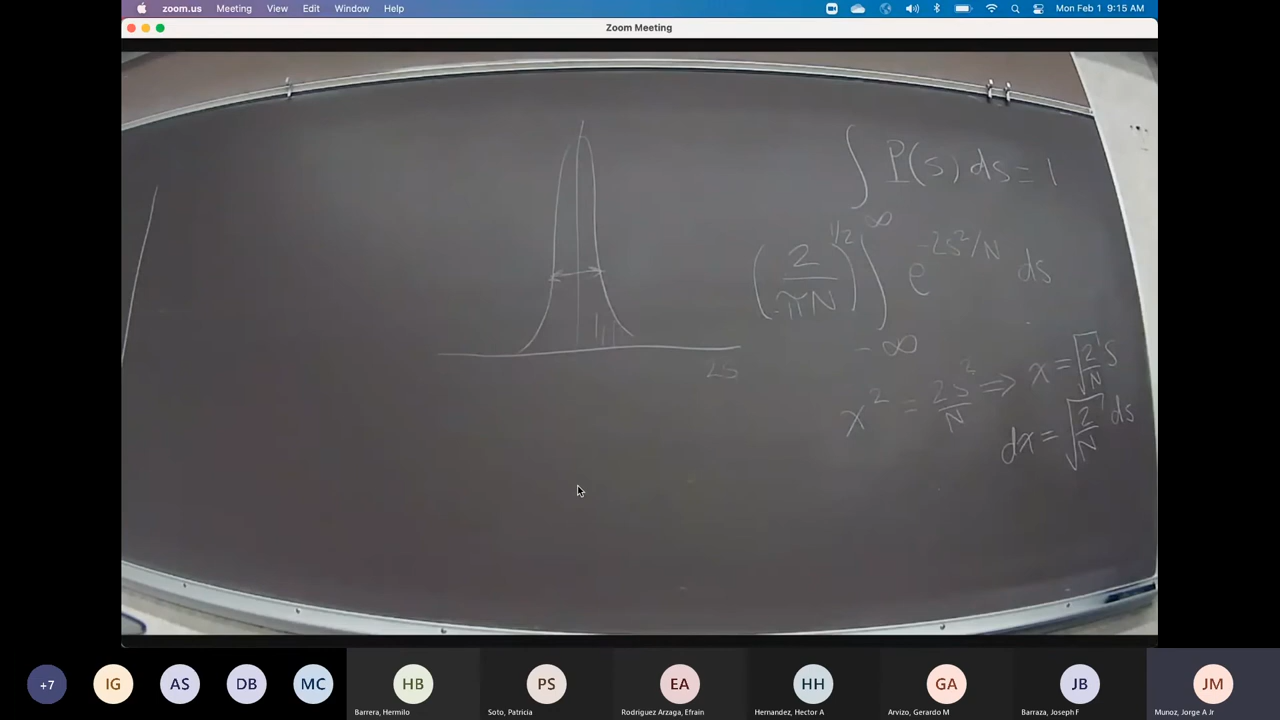 zoom.us Meeting View Edit Window Help Mon Feb 1 9:15 AM
Zoom Meeting
∫ P(s) ds = 1
(2/πN)^1/2 ∫_-∞^∞ e^-2s²/N ds
x² = 2s²/N ⇒ x = √(2/N) s
dx = √(2/N) ds
2s
+7 IG AS DB MC HB PS EA HH GA JB JM
Barrera, Hermilo Soto, Patricia Rodriguez Arzaga, Efrain Hernandez, Hector A Arvizo, Gerardo M Barraza, Joseph F Munoz, Jorge A Jr